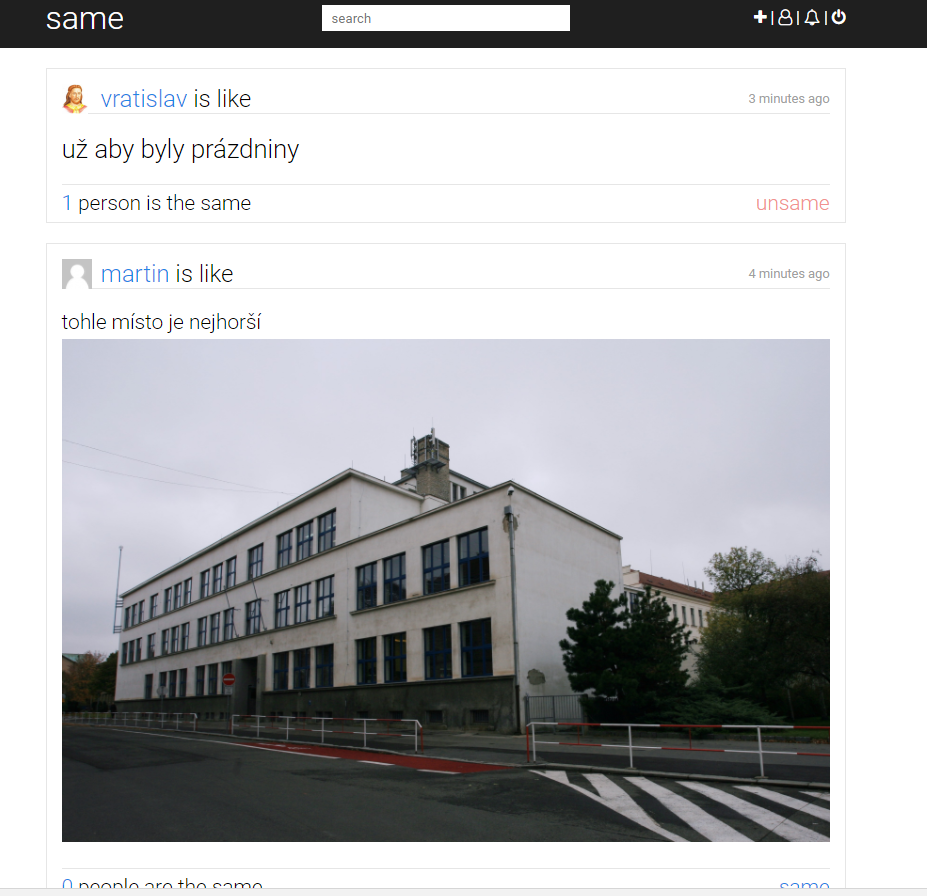 same
search
vratislav is like
3 minutes ago
už aby byly prázdniny
1 person is the same
unsame
martin is like
4 minutes ago
tohle místo je nejhorší
0 people are the same
same